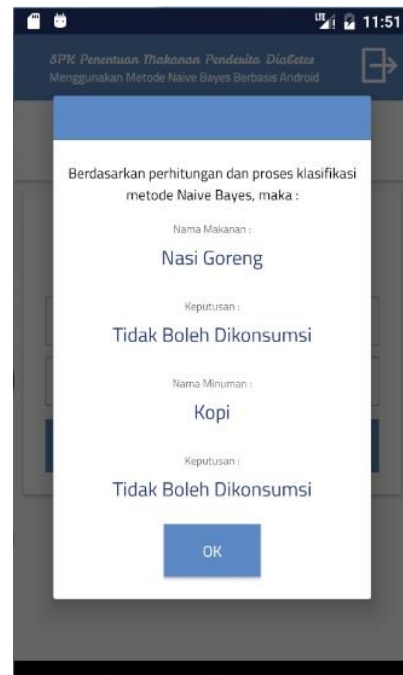 LTE 11:51
SPK Penentuan Makanan Penderita Diabetes
Menggunakan Metode Naive Bayes Berbasis Android
Berdasarkan perhitungan dan proses klasifikasi
metode Naive Bayes, maka :
Nama Makanan :
Nasi Goreng
Keputusan :
Tidak Boleh Dikonsumsi
Nama Minuman :
Kopi
Keputusan :
Tidak Boleh Dikonsumsi
OK